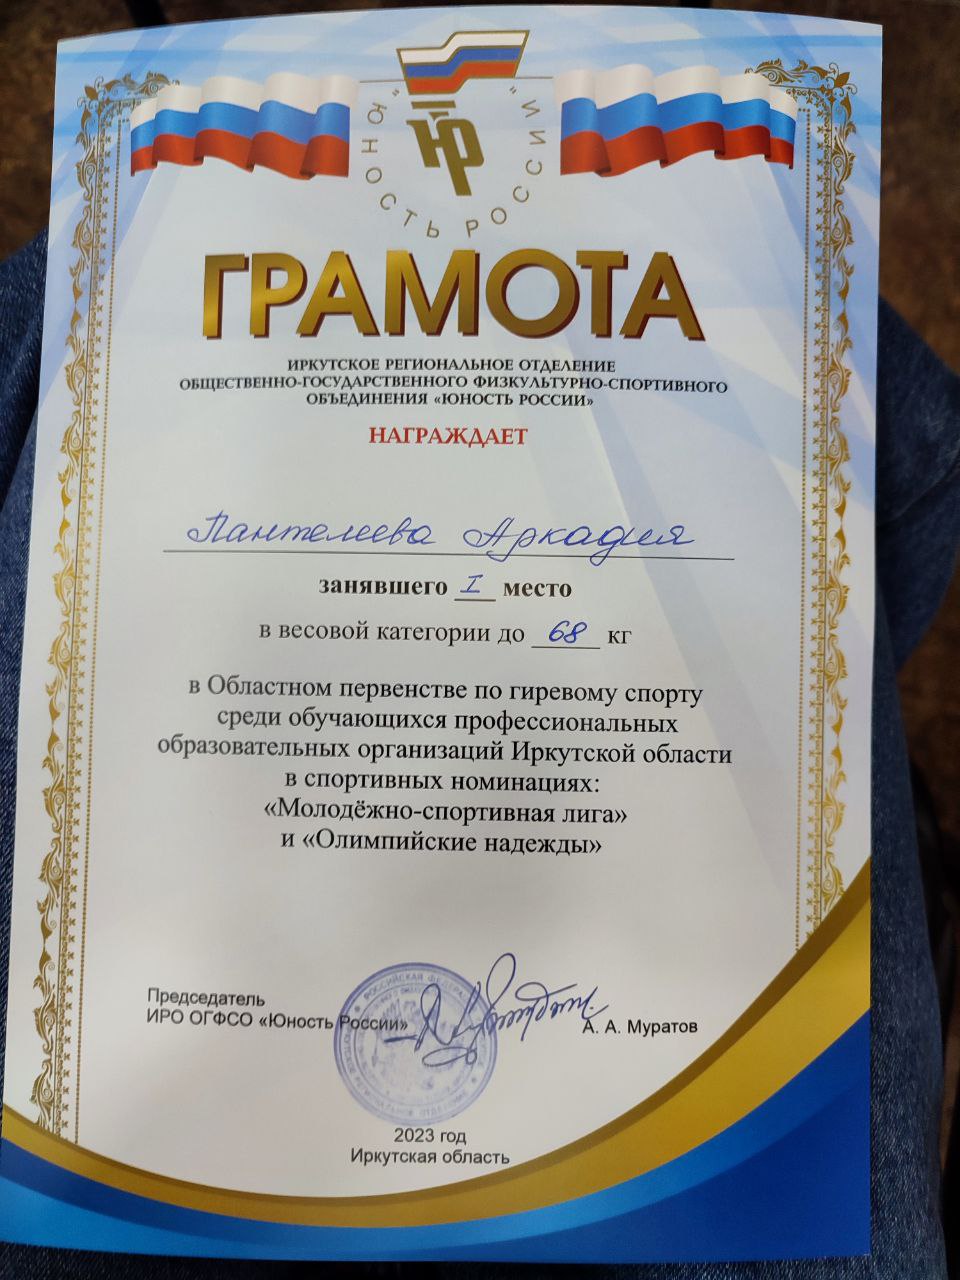 "ЮНОСТЬ РОССИИ"
ЮР
ГРАМОТА
ИРКУТСКОЕ РЕГИОНАЛЬНОЕ ОТДЕЛЕНИЕ
ОБЩЕСТВЕННО-ГОСУДАРСТВЕННОГО ФИЗКУЛЬТУРНО-СПОРТИВНОГО
ОБЪЕДИНЕНИЯ «ЮНОСТЬ РОССИИ»
НАГРАЖДАЕТ
Пантелеева Аркадия
занявшего I место
в весовой категории до 68 кг
в Областном первенстве по гиревому спорту
среди обучающихся профессиональных
образовательных организаций Иркутской области
в спортивных номинациях:
«Молодёжно-спортивная лига»
и «Олимпийские надежды»
Председатель
ИРО ОГФСО «Юность России»
А. А. Муратов
2023 год
Иркутская область